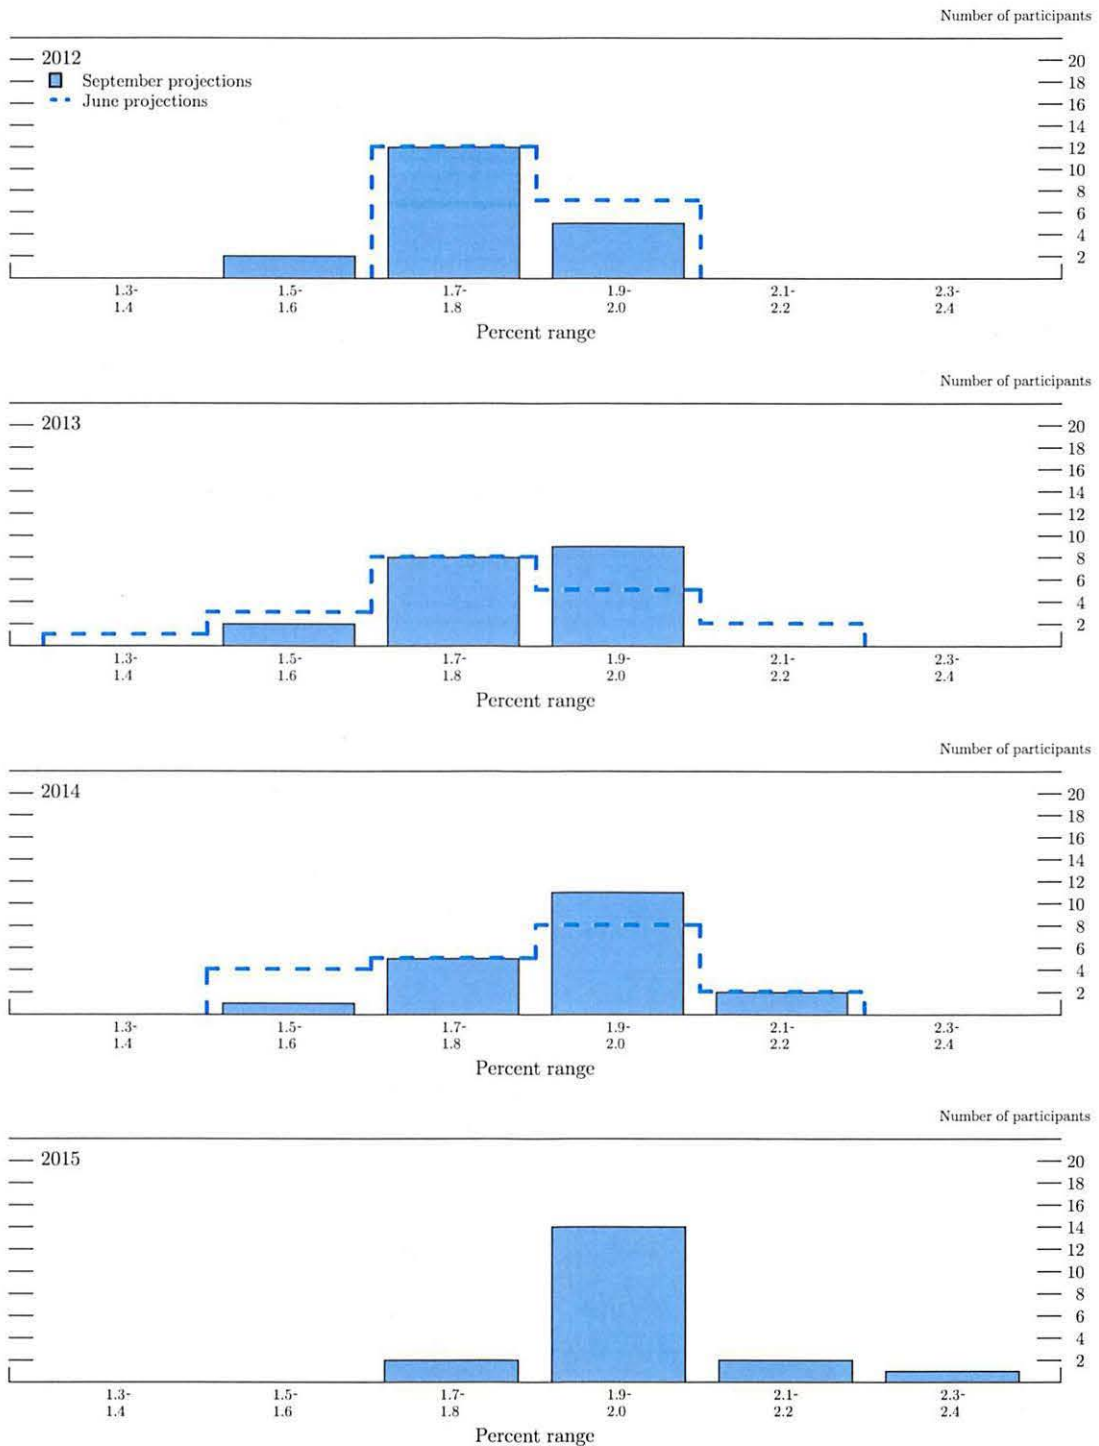 Number of participants
2012
September projections
June projections
20
18
16
14
12
10
8
6
4
2
1.3- 1.5- 1.7- 1.9- 2.1- 2.3-
1.4 1.6 1.8 2.0 2.2 2.4
Percent range
Number of participants
2013
20
18
16
14
12
10
8
6
4
2
1.3- 1.5- 1.7- 1.9- 2.1- 2.3-
1.4 1.6 1.8 2.0 2.2 2.4
Percent range
Number of participants
2014
20
18
16
14
12
10
8
6
4
2
1.3- 1.5- 1.7- 1.9- 2.1- 2.3-
1.4 1.6 1.8 2.0 2.2 2.4
Percent range
Number of participants
2015
20
18
16
14
12
10
8
6
4
2
1.3- 1.5- 1.7- 1.9- 2.1- 2.3-
1.4 1.6 1.8 2.0 2.2 2.4
Percent range